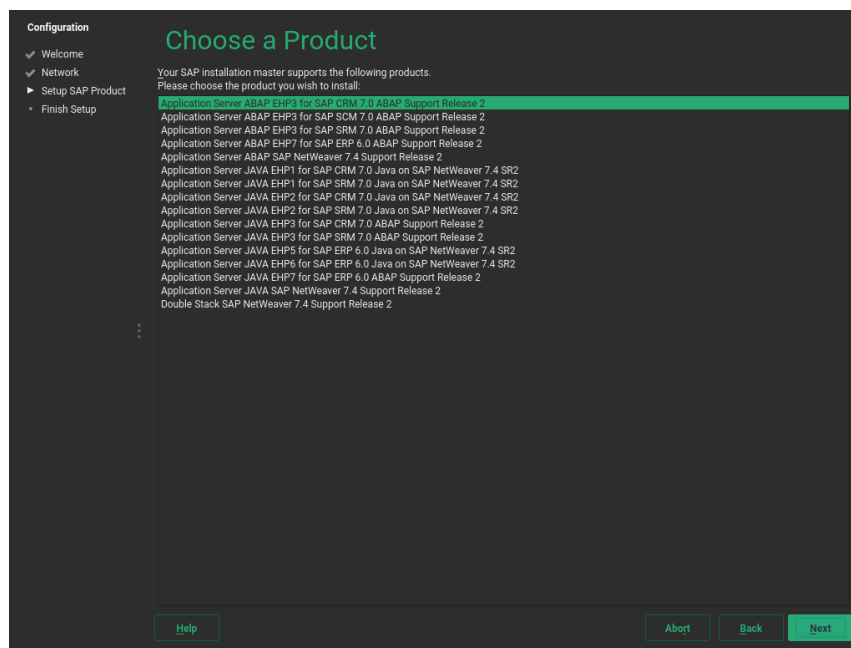 Configuration
Welcome
Network
Setup SAP Product
Finish Setup
Choose a Product
Your SAP installation master supports the following products.
Please choose the product you wish to install:
Application Server ABAP EHP3 for SAP CRM 7.0 ABAP Support Release 2
Application Server ABAP EHP3 for SAP SCM 7.0 ABAP Support Release 2
Application Server ABAP EHP3 for SAP SRM 7.0 ABAP Support Release 2
Application Server ABAP EHP7 for SAP ERP 6.0 ABAP Support Release 2
Application Server ABAP SAP NetWeaver 7.4 Support Release 2
Application Server JAVA EHP1 for SAP CRM 7.0 Java on SAP NetWeaver 7.4 SR2
Application Server JAVA EHP1 for SAP SRM 7.0 Java on SAP NetWeaver 7.4 SR2
Application Server JAVA EHP2 for SAP CRM 7.0 Java on SAP NetWeaver 7.4 SR2
Application Server JAVA EHP2 for SAP SRM 7.0 Java on SAP NetWeaver 7.4 SR2
Application Server JAVA EHP3 for SAP CRM 7.0 ABAP Support Release 2
Application Server JAVA EHP3 for SAP SRM 7.0 ABAP Support Release 2
Application Server JAVA EHP5 for SAP ERP 6.0 Java on SAP NetWeaver 7.4 SR2
Application Server JAVA EHP6 for SAP ERP 6.0 Java on SAP NetWeaver 7.4 SR2
Application Server JAVA EHP7 for SAP ERP 6.0 ABAP Support Release 2
Application Server JAVA SAP NetWeaver 7.4 Support Release 2
Double Stack SAP NetWeaver 7.4 Support Release 2
Help
Abort
Back
Next